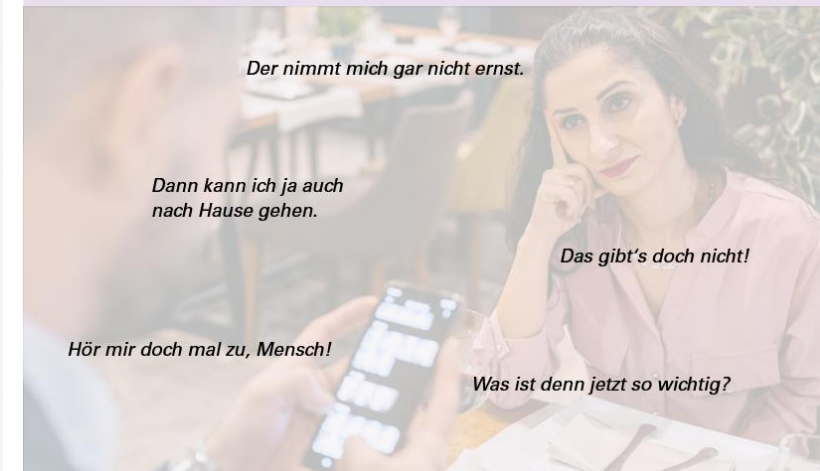 Der nimmt mich gar nicht ernst.
Dann kann ich ja auch
nach Hause gehen.
Das gibt‘s doch nicht!
Hör mir doch mal zu, Mensch!
Was ist denn jetzt so wichtig?